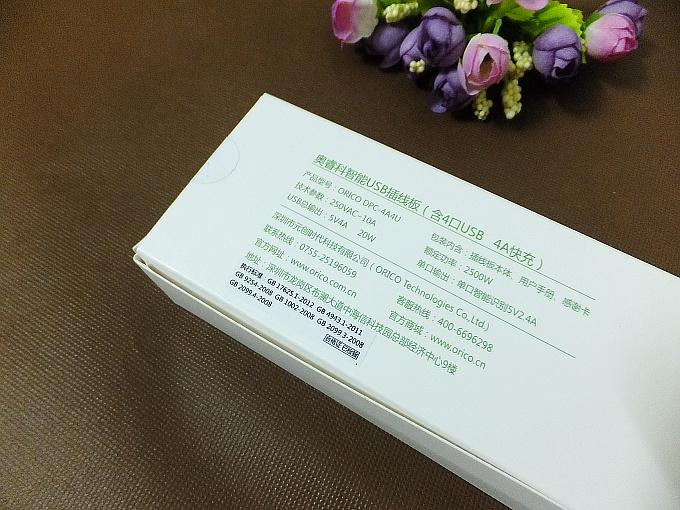 奥睿科智能USB插线板(含4口USB 4A快充)
产品型号:ORICO DPC-4A4U
包装内含:插线板本体、用户手册、感谢卡
技术参数:250VAC-10A
额定功率:2500W
USB总输出:5V4A 20W
单口输出:单口智能识别5V2.4A
深圳市元创时代科技有限公司(ORICO Technologies Co.Ltd.)
联系热线:0755-25196059
客服热线:400-6696298
官方网址:www.orico.com.cn
官方商城:www.orico.cn
地址:深圳市龙岗区布澜大道中海信科技园总部经济中心9楼
执行标准 GB 17625.1-2012 GB 4943.1-2011
GB 9254-2008 GB 1002-2008 GB 2099.3-2008
GB 2099.4-2008
合格证 已检验